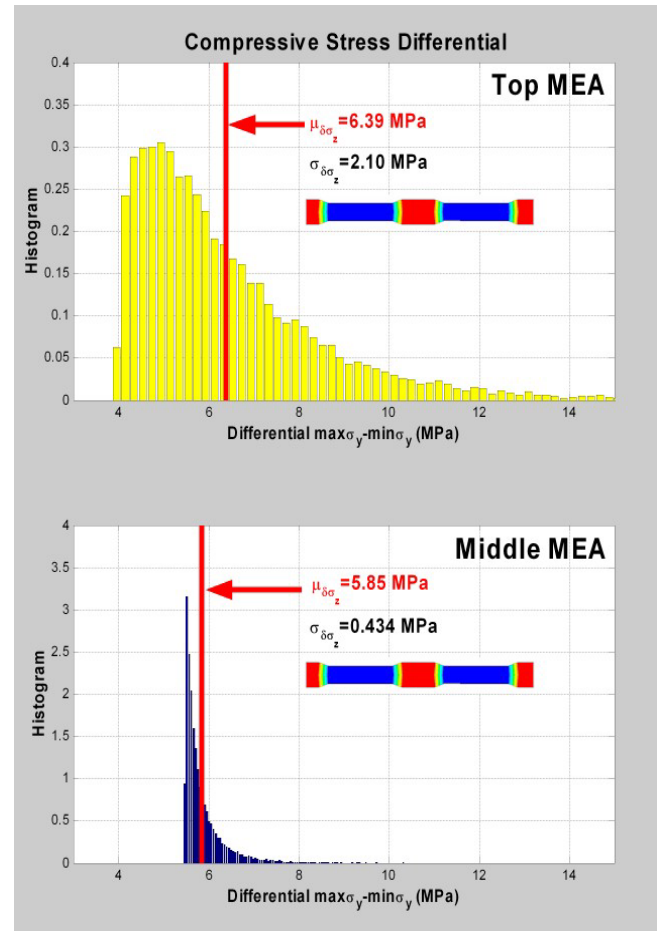 Compressive Stress Differential
Top MEA
μδσz=6.39 MPa
σδσz=2.10 MPa
Histogram
0.4
0.35
0.3
0.25
0.2
0.15
0.1
0.05
0
4 6 8 10 12 14
Differential maxσy-minσy (MPa)
Middle MEA
μδσz=5.85 MPa
σδσz=0.434 MPa
Histogram
4
3.5
3
2.5
2
1.5
1
0.5
0
4 6 8 10 12 14
Differential maxσy-minσy (MPa)